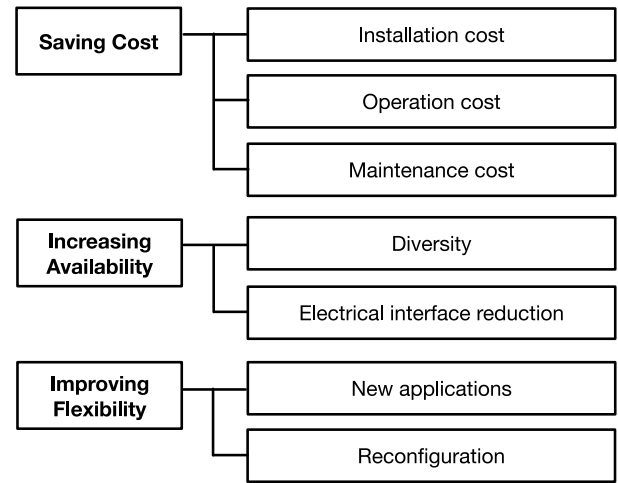 Saving Cost
Installation cost
Operation cost
Maintenance cost
Increasing
Availability
Diversity
Electrical interface reduction
Improving
Flexibility
New applications
Reconfiguration